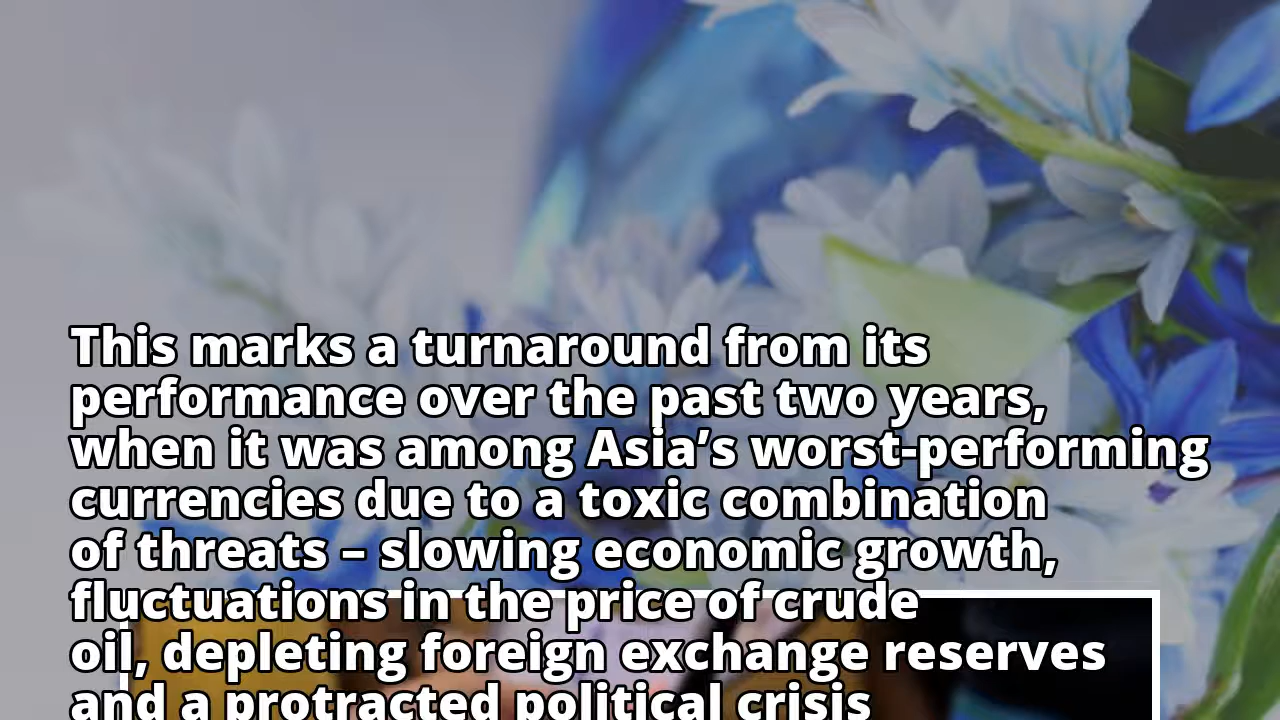 This marks a turnaround from its
performance over the past two years,
when it was among Asia’s worst-performing
currencies due to a toxic combination
of threats – slowing economic growth,
fluctuations in the price of crude
oil, depleting foreign exchange reserves
and a protracted political crisis